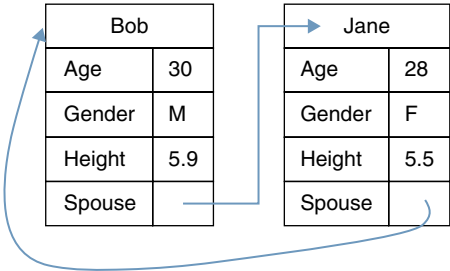 Bob
Age 30
Gender M
Height 5.9
Spouse
Jane
Age 28
Gender F
Height 5.5
Spouse